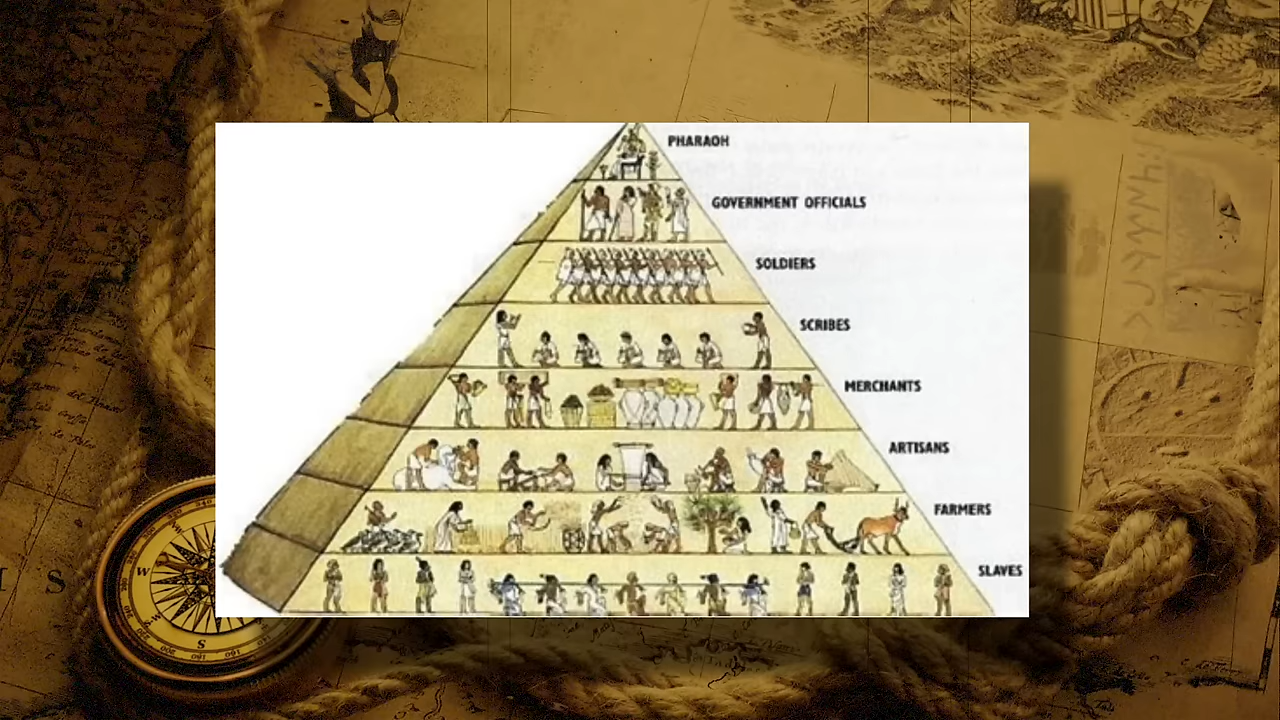 PHARAOH
GOVERNMENT OFFICIALS
SOLDIERS
SCRIBES
MERCHANTS
ARTISANS
FARMERS
SLAVES
W
S
I S